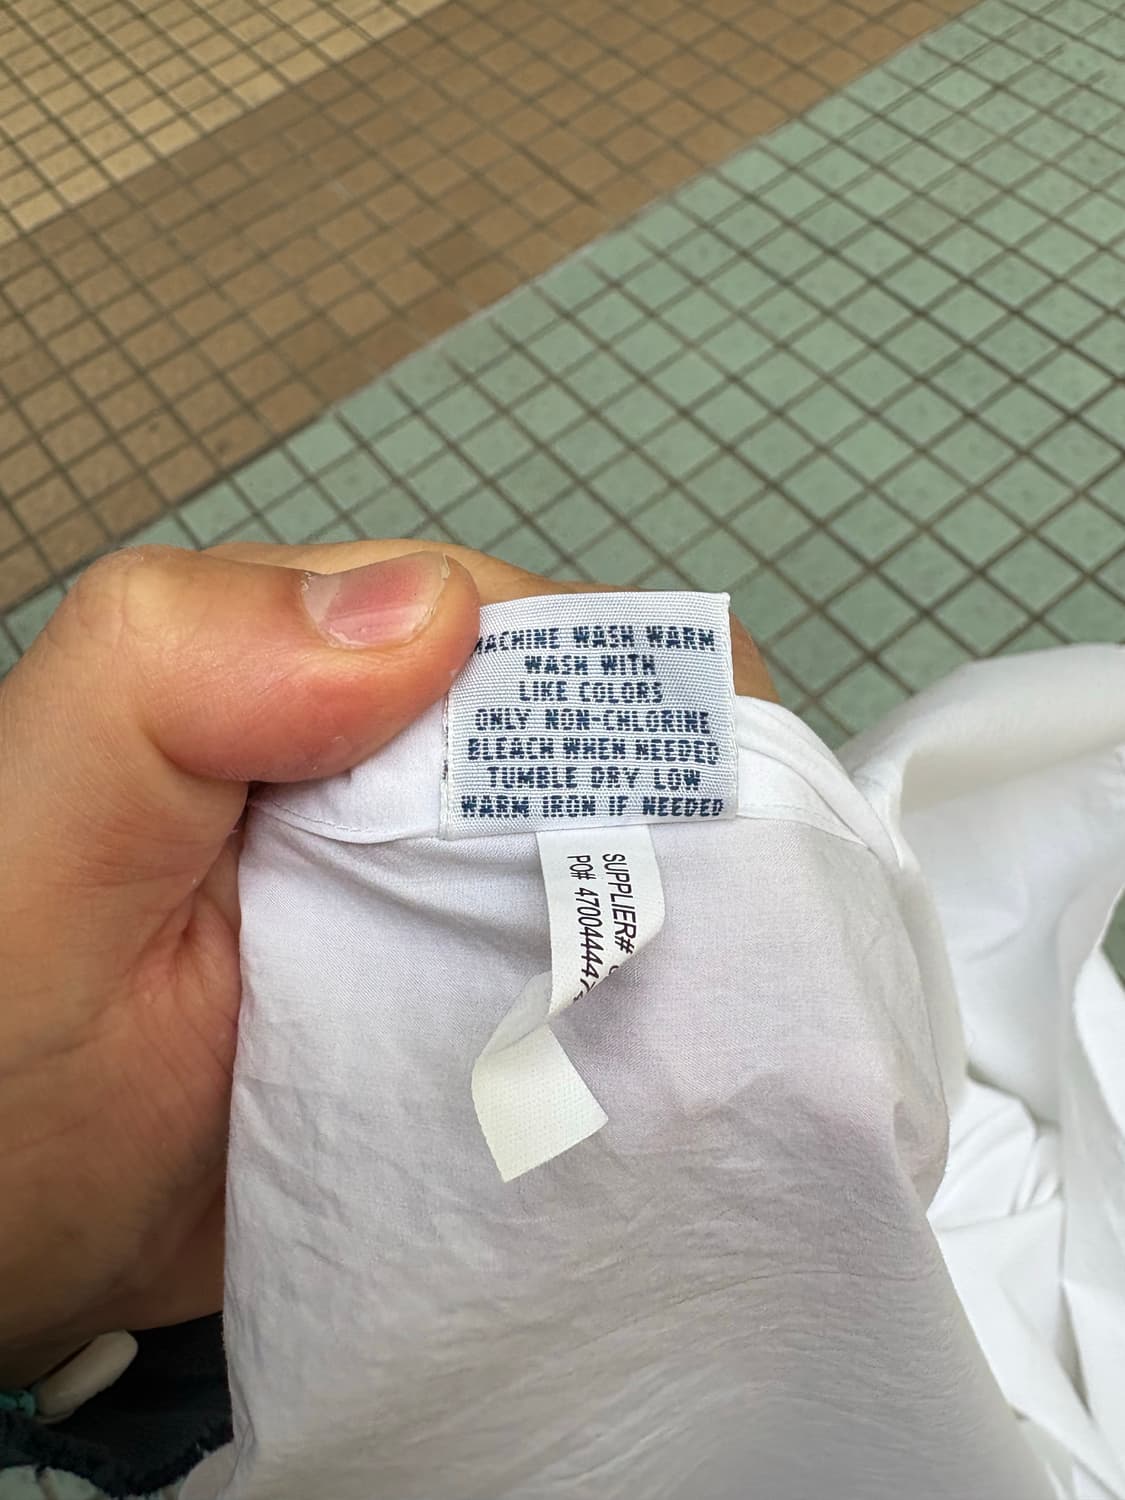 MACHINE WASH WARM
WASH WITH
LIKE COLORS
ONLY NON-CHLORINE
BLEACH WHEN NEEDED
TUMBLE DRY LOW
WARM IRON IF NEEDED
SUPPLIER#
PO#